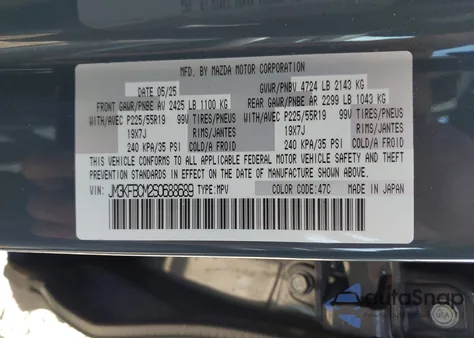 MFD. BY MAZDA MOTOR CORPORATION
DATE 05/25 GVWR/PNBV 4724 LB 2143 KG
FRONT GAWR/PNBE AV 2425 LB 1100 KG REAR GAWR/PNBE AR 2299 LB 1043 KG
WITH/AVEC P225/55R19 99V TIRES/PNEUS WITH/AVEC P225/55R19 99V TIRES/PNEUS
19X7J RIMS/JANTES 19X7J RIMS/JANTES
240 KPA/35 PSI COLD/A FROID 240 KPA/35 PSI COLD/A FROID
THIS VEHICLE CONFORMS TO ALL APPLICABLE FEDERAL MOTOR VEHICLE SAFETY AND THEFT
PREVENTION STANDARDS IN EFFECT ON THE DATE OF MANUFACTURE SHOWN ABOVE.
VIN: JM3KFBCM2S0688689 TYPE: MPV COLOR CODE: 47C MADE IN JAPAN
autoSnap
USA